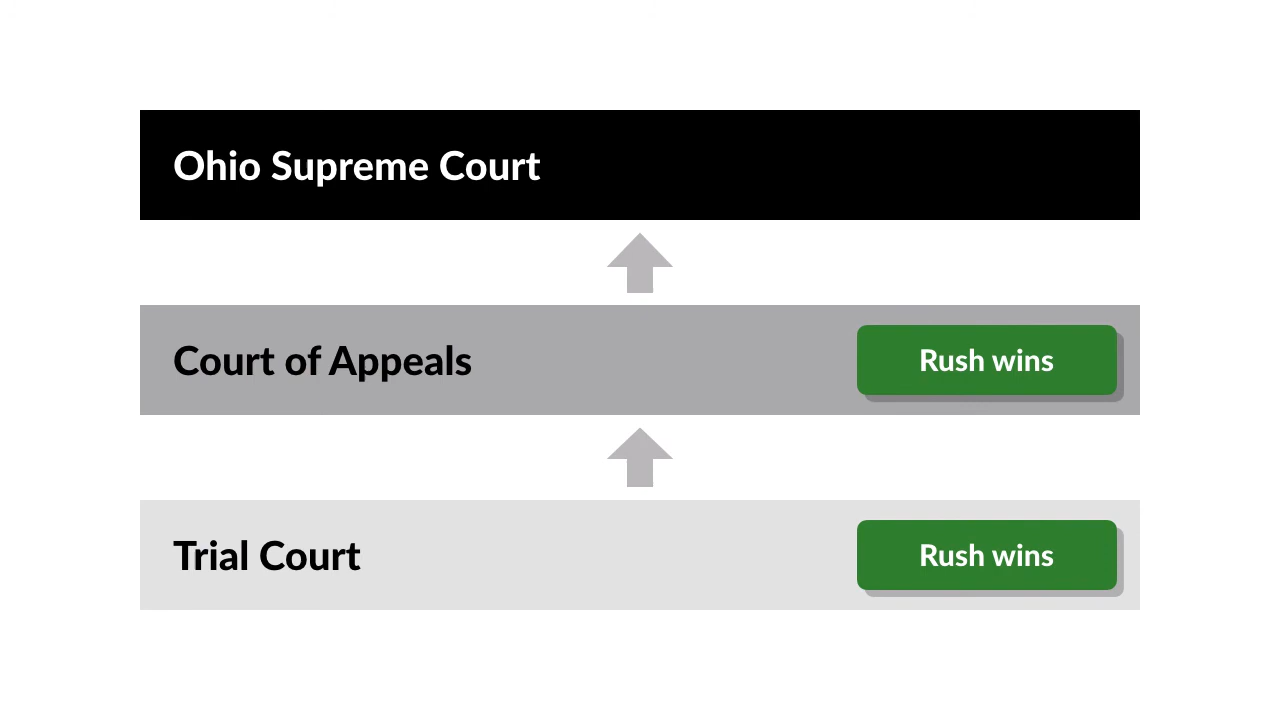 Ohio Supreme Court
Court of Appeals
Rush wins
Trial Court
Rush wins